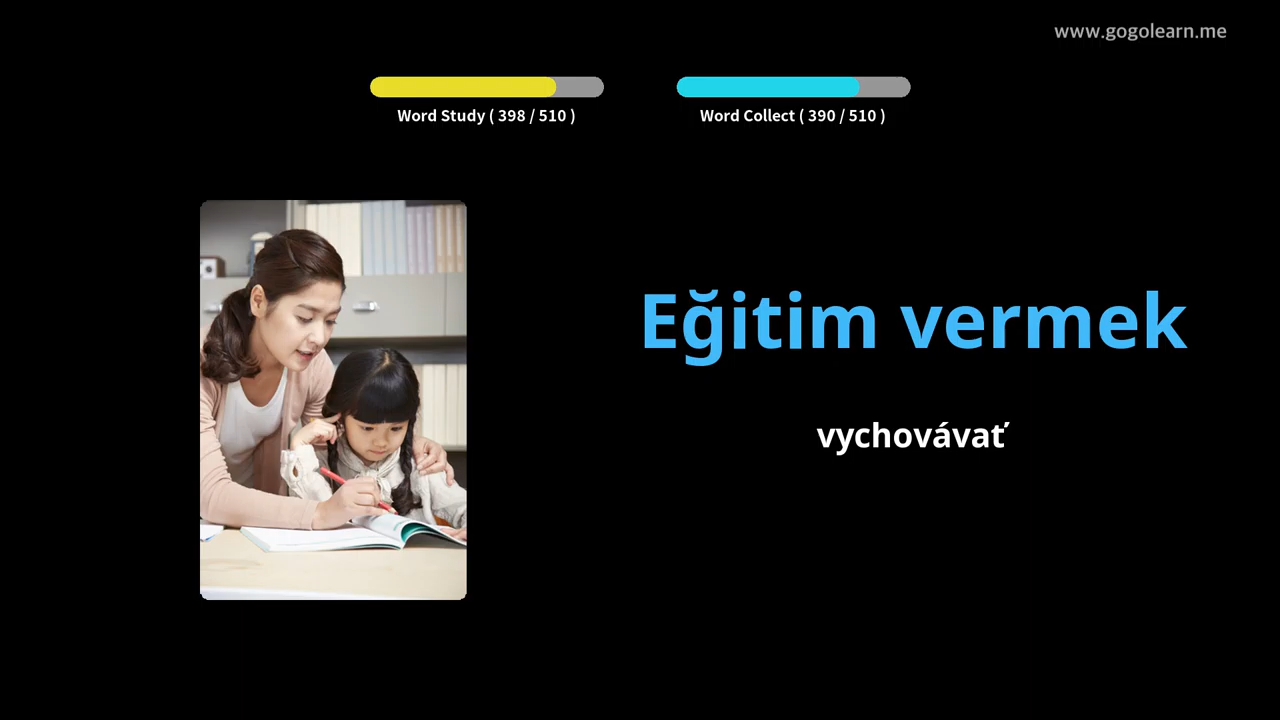 www.gogolearn.me
Word Study ( 398 / 510 )
Word Collect ( 390 / 510 )
Eğitim vermek
vychovávať